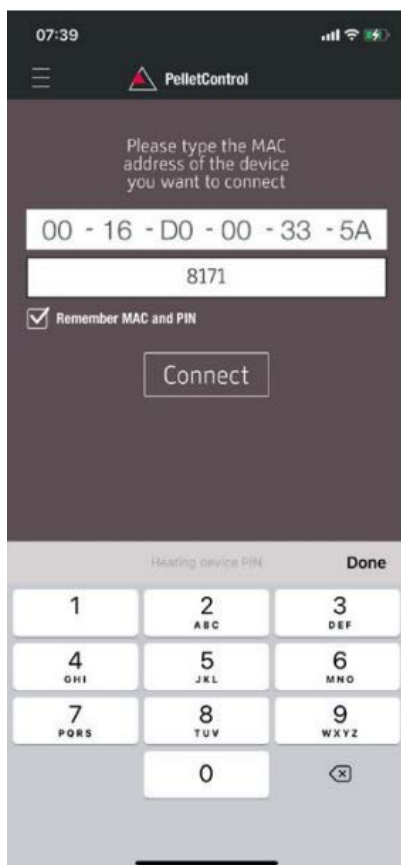 07:39
PelletControl
Please type the MAC
address of the device
you want to connect
00 - 16 - D0 - 00 - 33 - 5A
8171
Remember MAC and PIN
Connect
Heating device PIN
Done
1
2
ABC
3
DEF
4
GHI
5
JKL
6
MNO
7
PQRS
8
TUV
9
WXYZ
0